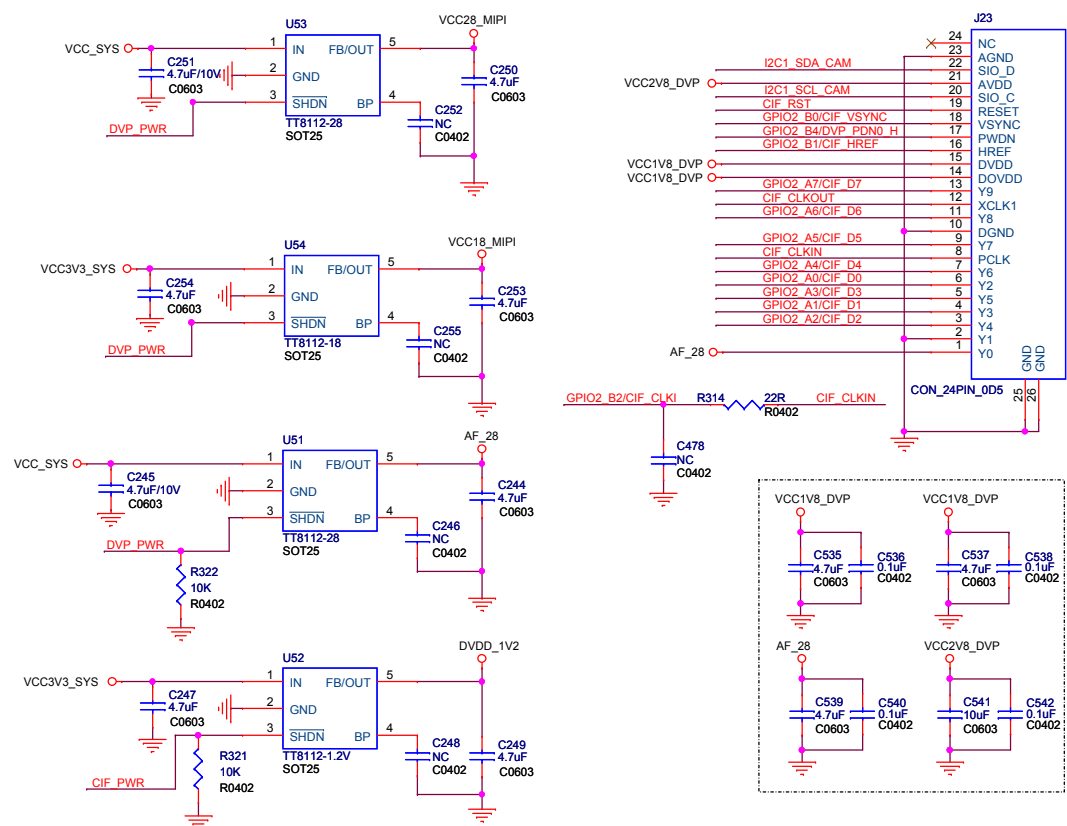 U53
VCC_SYS
1
IN
FB/OUT
5
VCC28_MIPI
C251
4.7uF/10V
C0603
2
GND
3
SHDN
BP
4
TT8112-28
SOT25
DVP_PWR
C250
4.7uF
C0603
C252
NC
C0402
U54
VCC3V3_SYS
1
IN
FB/OUT
5
VCC18_MIPI
C254
4.7uF
C0603
2
GND
3
SHDN
BP
4
TT8112-18
SOT25
DVP_PWR
C253
4.7uF
C0603
C255
NC
C0402
U51
VCC_SYS
1
IN
FB/OUT
5
AF_28
C245
4.7uF/10V
C0603
2
GND
3
SHDN
BP
4
TT8112-28
SOT25
DVP_PWR
R322
10K
R0402
C244
4.7uF
C0603
C246
NC
C0402
U52
VCC3V3_SYS
1
IN
FB/OUT
5
DVDD_1V2
C247
4.7uF
C0603
2
GND
3
SHDN
BP
4
TT8112-1.2V
SOT25
CIF_PWR
R321
10K
R0402
C248
NC
C0402
C249
4.7uF
C0603
J23
24 NC
23 AGND
I2C1_SDA_CAM 22 SIO_D
VCC2V8_DVP 21 AVDD
I2C1_SCL_CAM 20 SIO_C
CIF_RST 19 RESET
GPIO2_B0/CIF_VSYNC 18 VSYNC
GPIO2_B4/DVP_PDN0_H 17 PWDN
GPIO2_B1/CIF_HREF 16 HREF
VCC1V8_DVP 15 DVDD
VCC1V8_DVP 14 DOVDD
GPIO2_A7/CIF_D7 13 Y9
CIF_CLKOUT 12 XCLK1
GPIO2_A6/CIF_D6 11 Y8
10 DGND
GPIO2_A5/CIF_D5 9 Y7
CIF_CLKIN 8 PCLK
GPIO2_A4/CIF_D4 7 Y6
GPIO2_A0/CIF_D0 6 Y2
GPIO2_A3/CIF_D3 5 Y5
GPIO2_A1/CIF_D1 4 Y3
GPIO2_A2/CIF_D2 3 Y4
2 Y1
AF_28 1 Y0
GND
GND
25
26
CON_24PIN_0D5
GPIO2_B2/CIF_CLKI
R314
22R
R0402
CIF_CLKIN
C478
NC
C0402
VCC1V8_DVP
C535
4.7uF
C0603
C536
0.1uF
C0402
VCC1V8_DVP
C537
4.7uF
C0603
C538
0.1uF
C0402
AF_28
C539
4.7uF
C0603
C540
0.1uF
C0402
VCC2V8_DVP
C541
10uF
C0603
C542
0.1uF
C0402